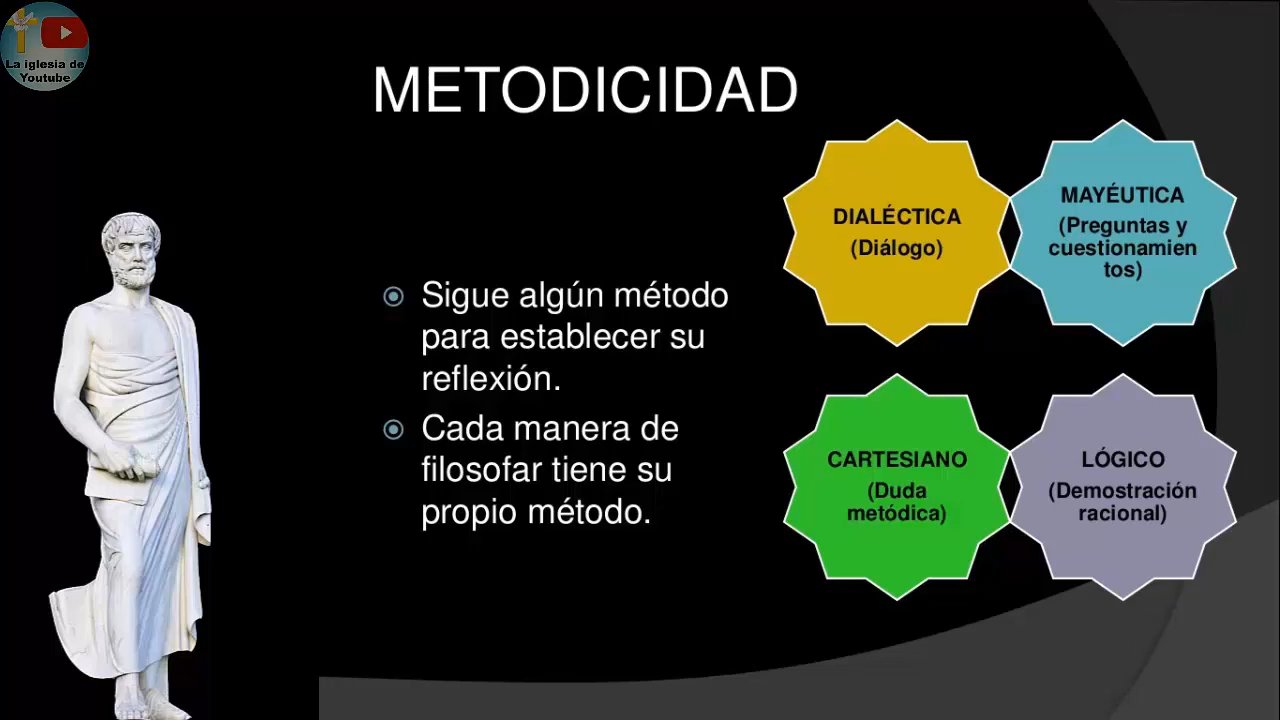 La iglesia de
Youtube
METODICIDAD
Sigue algún método
para establecer su
reflexión.
Cada manera de
filosofar tiene su
propio método.
DIALÉCTICA
(Diálogo)
MAYÉUTICA
(Preguntas y
cuestionamien
tos)
CARTESIANO
(Duda
metódica)
LÓGICO
(Demostración
racional)